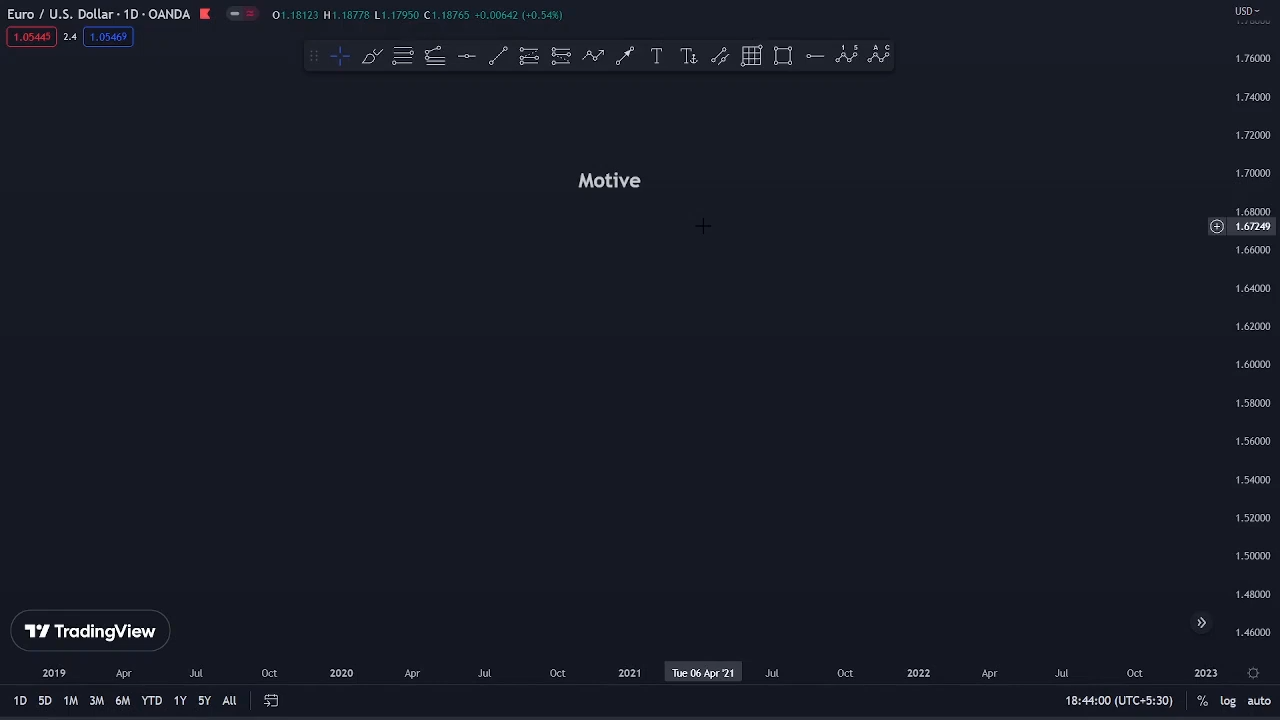 Euro / U.S. Dollar · 1D · OANDA O1.18123 H1.18778 L1.17950 C1.18765 +0.00642 (+0.54%)
USD
1.05445 2.4 1.05469
1 5 A C
1.78000
1.76000
1.74000
1.72000
Motive
1.70000
1.68000
1.67249
1.66000
1.64000
1.62000
1.60000
1.58000
1.56000
1.54000
1.52000
1.50000
1.48000
TradingView
1.46000
2019 Apr Jul Oct 2020 Apr Jul Oct 2021 Tue 06 Apr '21 Jul Oct 2022 Apr Jul Oct 2023
1D 5D 1M 3M 6M YTD 1Y 5Y All 18:44:00 (UTC+5:30) % log auto